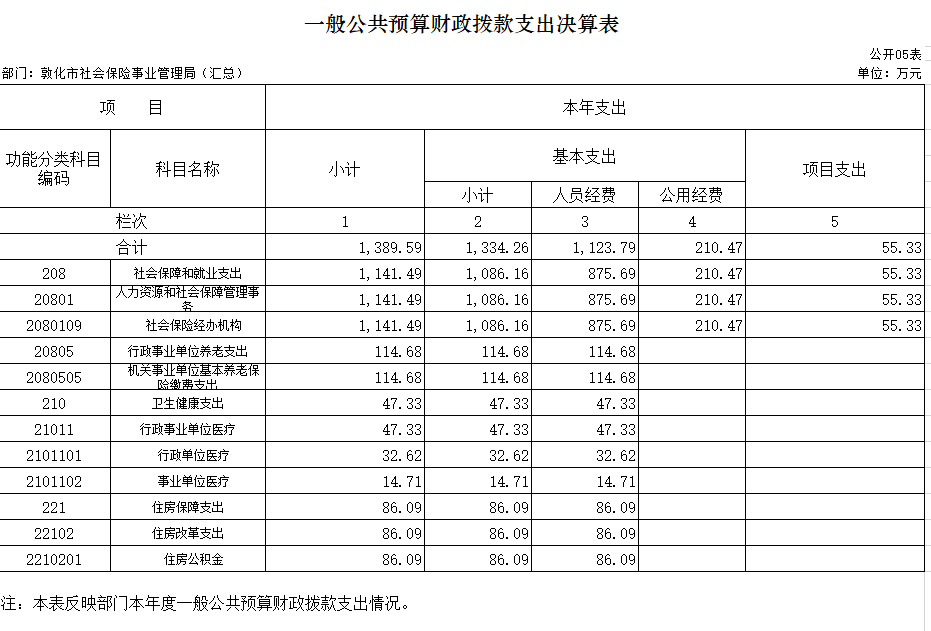 一般公共预算财政拨款支出决算表
公开05表
部门：敦化市社会保险事业管理局（汇总）
单位：万元
项 目 本年支出
功能分类科目编码 科目名称 小计 基本支出 项目支出
小计 人员经费 公用经费
栏次 1 2 3 4 5
合计 1,389.59 1,334.26 1,123.79 210.47 55.33
208 社会保障和就业支出 1,141.49 1,086.16 875.69 210.47 55.33
20801 人力资源和社会保障管理事务 1,141.49 1,086.16 875.69 210.47 55.33
2080109 社会保险经办机构 1,141.49 1,086.16 875.69 210.47 55.33
20805 行政事业单位养老支出 114.68 114.68 114.68
2080505 机关事业单位基本养老保险缴费支出 114.68 114.68 114.68
210 卫生健康支出 47.33 47.33 47.33
21011 行政事业单位医疗 47.33 47.33 47.33
2101101 行政单位医疗 32.62 32.62 32.62
2101102 事业单位医疗 14.71 14.71 14.71
221 住房保障支出 86.09 86.09 86.09
22102 住房改革支出 86.09 86.09 86.09
2210201 住房公积金 86.09 86.09 86.09
注：本表反映部门本年度一般公共预算财政拨款支出情况。